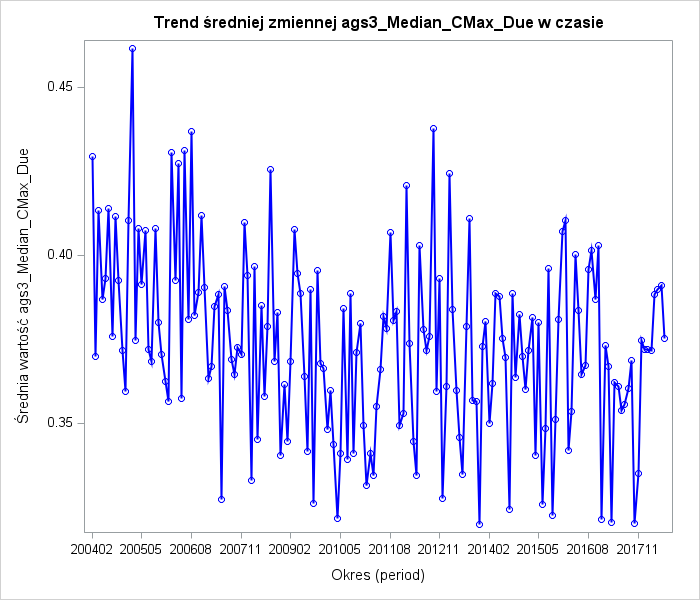 Trend średniej zmiennej ags3_Median_CMax_Due w czasie
Średnia wartość ags3_Median_CMax_Due
0.45
0.40
0.35
200402 200505 200608 200711 200902 201005 201108 201211 201402 201505 201608 201711
Okres (period)